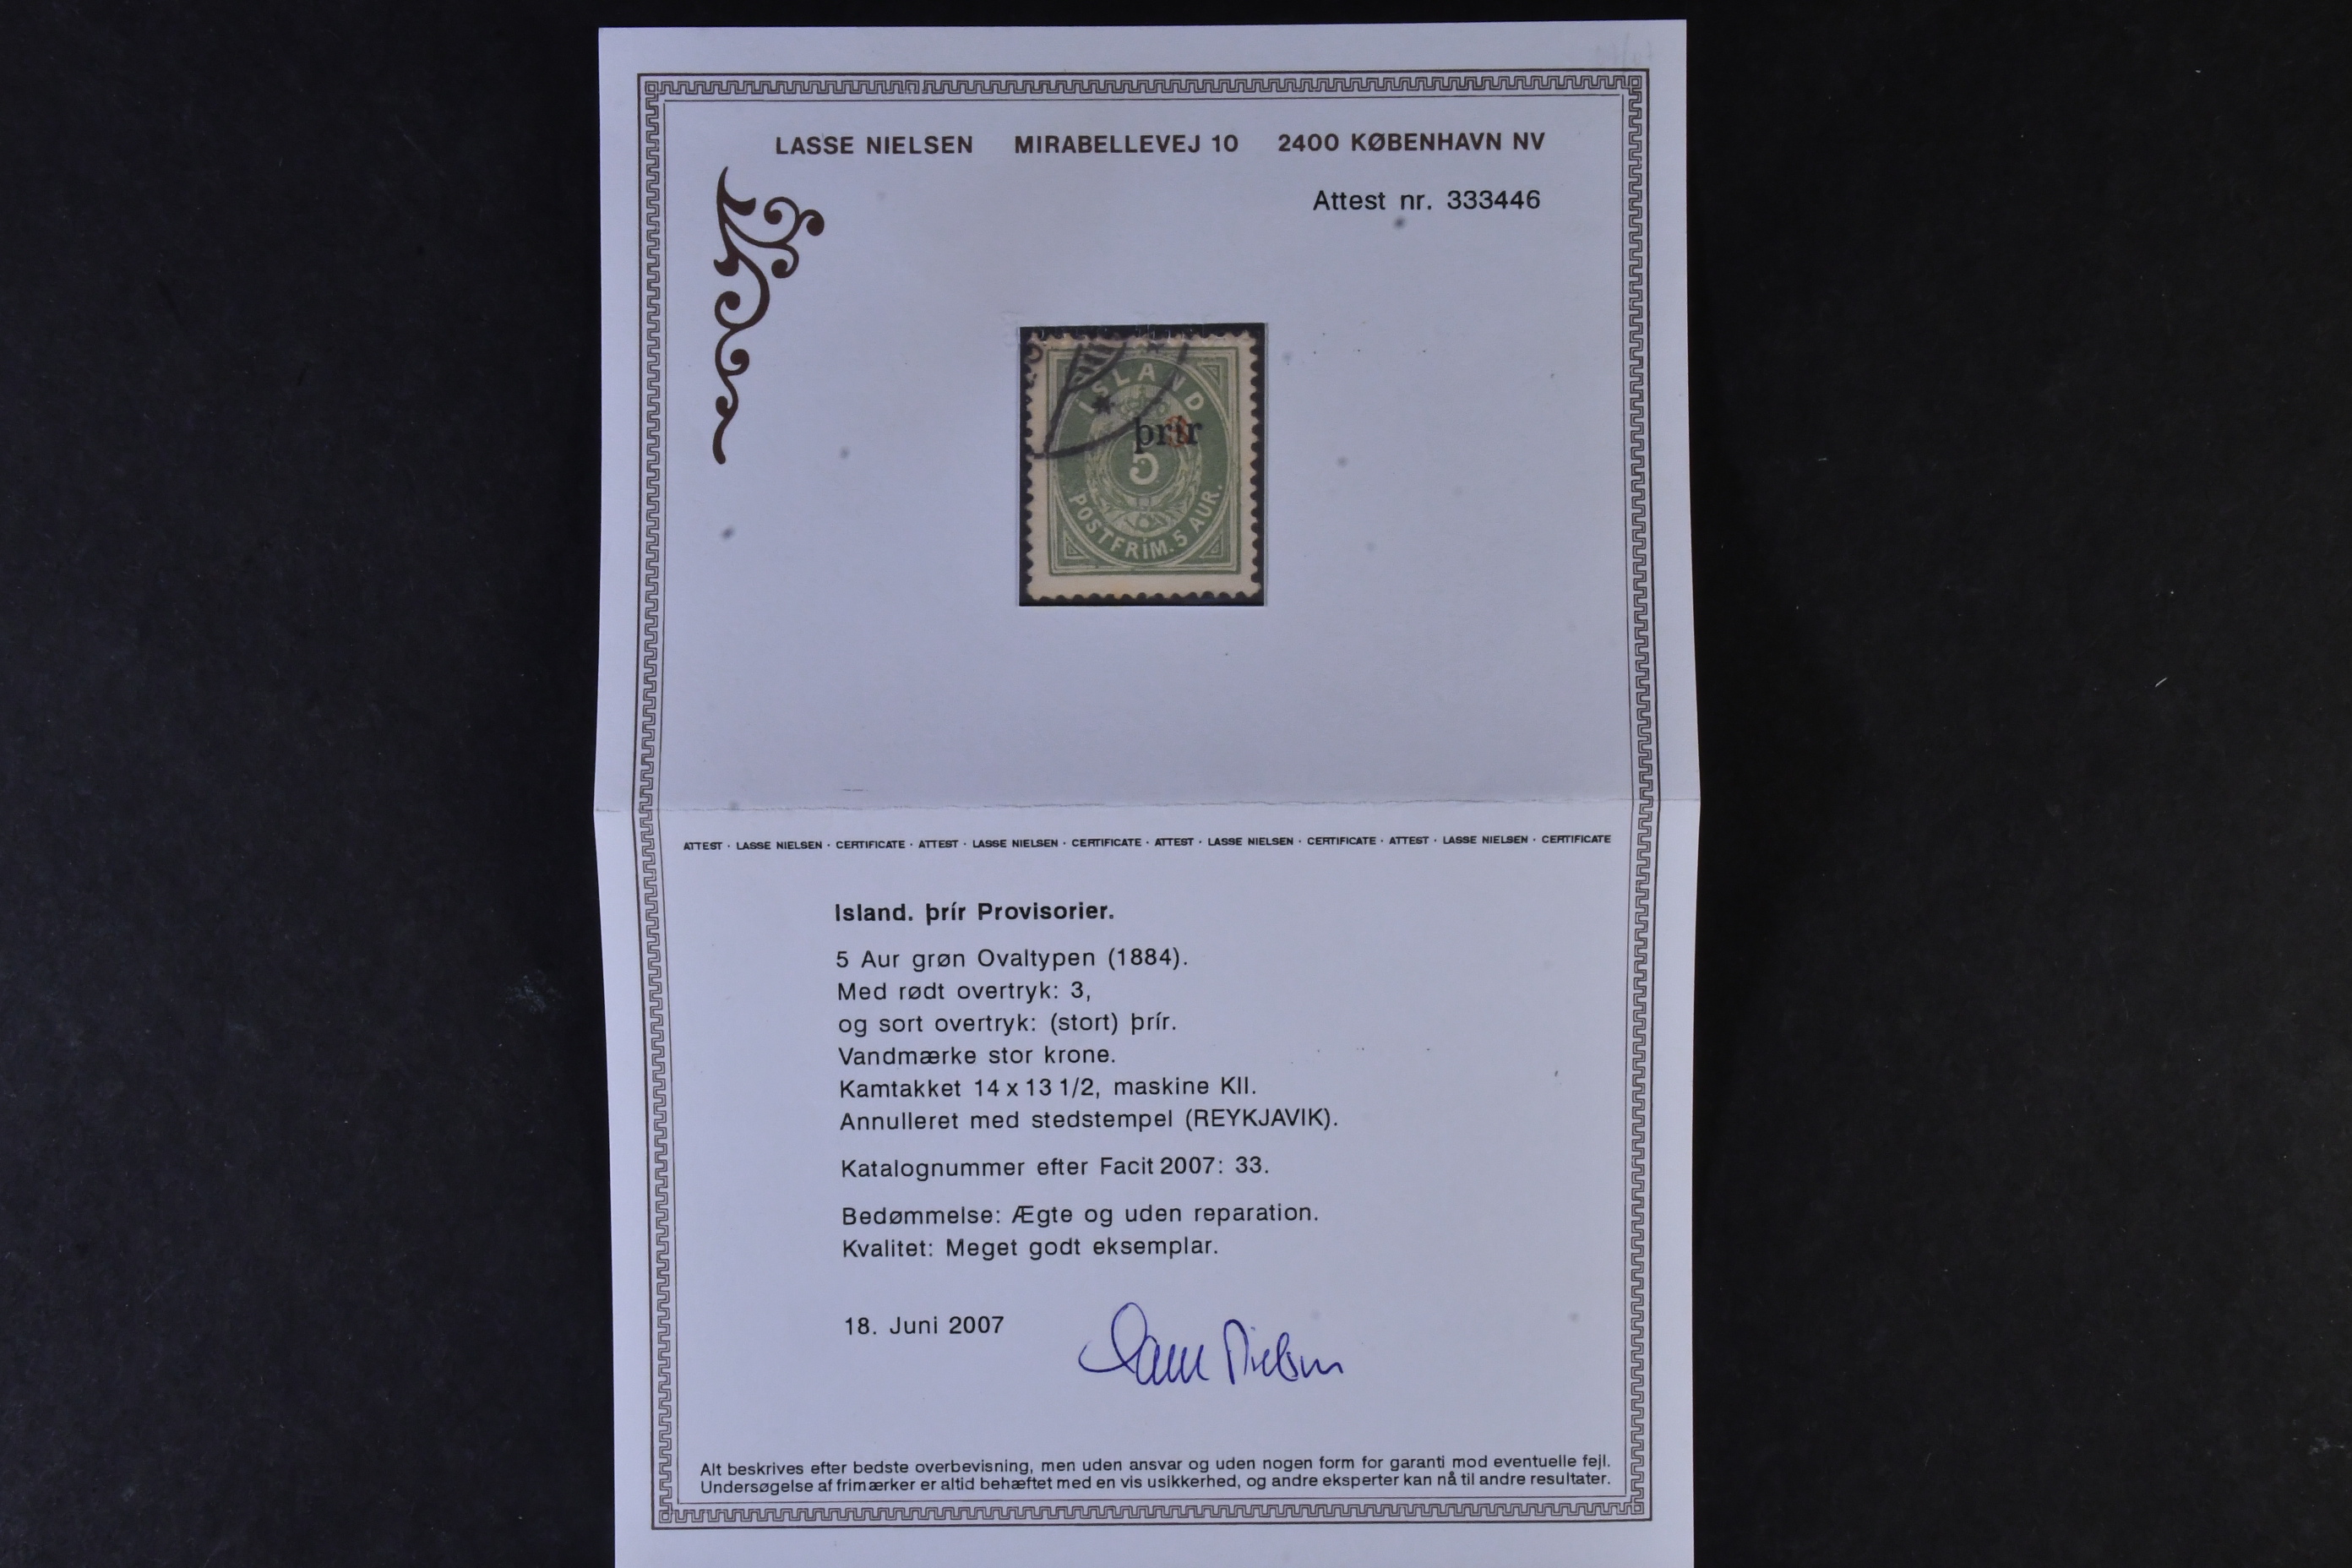 LASSE NIELSEN MIRABELLEVEJ 10 2400 KØBENHAVN NV
Attest nr. 333446
ISLAND
þrír
3
5
POSTFRIM. 5 AUR.
ATTEST · LASSE NIELSEN · CERTIFICATE · ATTEST · LASSE NIELSEN · CERTIFICATE · ATTEST · LASSE NIELSEN · CERTIFICATE · ATTEST · LASSE NIELSEN · CERTIFICATE
Island. þrír Provisorier.
5 Aur grøn Ovaltypen (1884).
Med rødt overtryk: 3,
og sort overtryk: (stort) þrír.
Vandmærke stor krone.
Kamtakket 14 x 13 1/2, maskine KII.
Annulleret med stedstempel (REYKJAVIK).
Katalognummer efter Facit 2007: 33.
Bedømmelse: Ægte og uden reparation.
Kvalitet: Meget godt eksemplar.
18. Juni 2007
Lasse Nielsen
Alt beskrives efter bedste overbevisning, men uden ansvar og uden nogen form for garanti mod eventuelle fejl.
Undersøgelse af frimærker er altid behæftet med en vis usikkerhed, og andre eksperter kan nå til andre resultater.